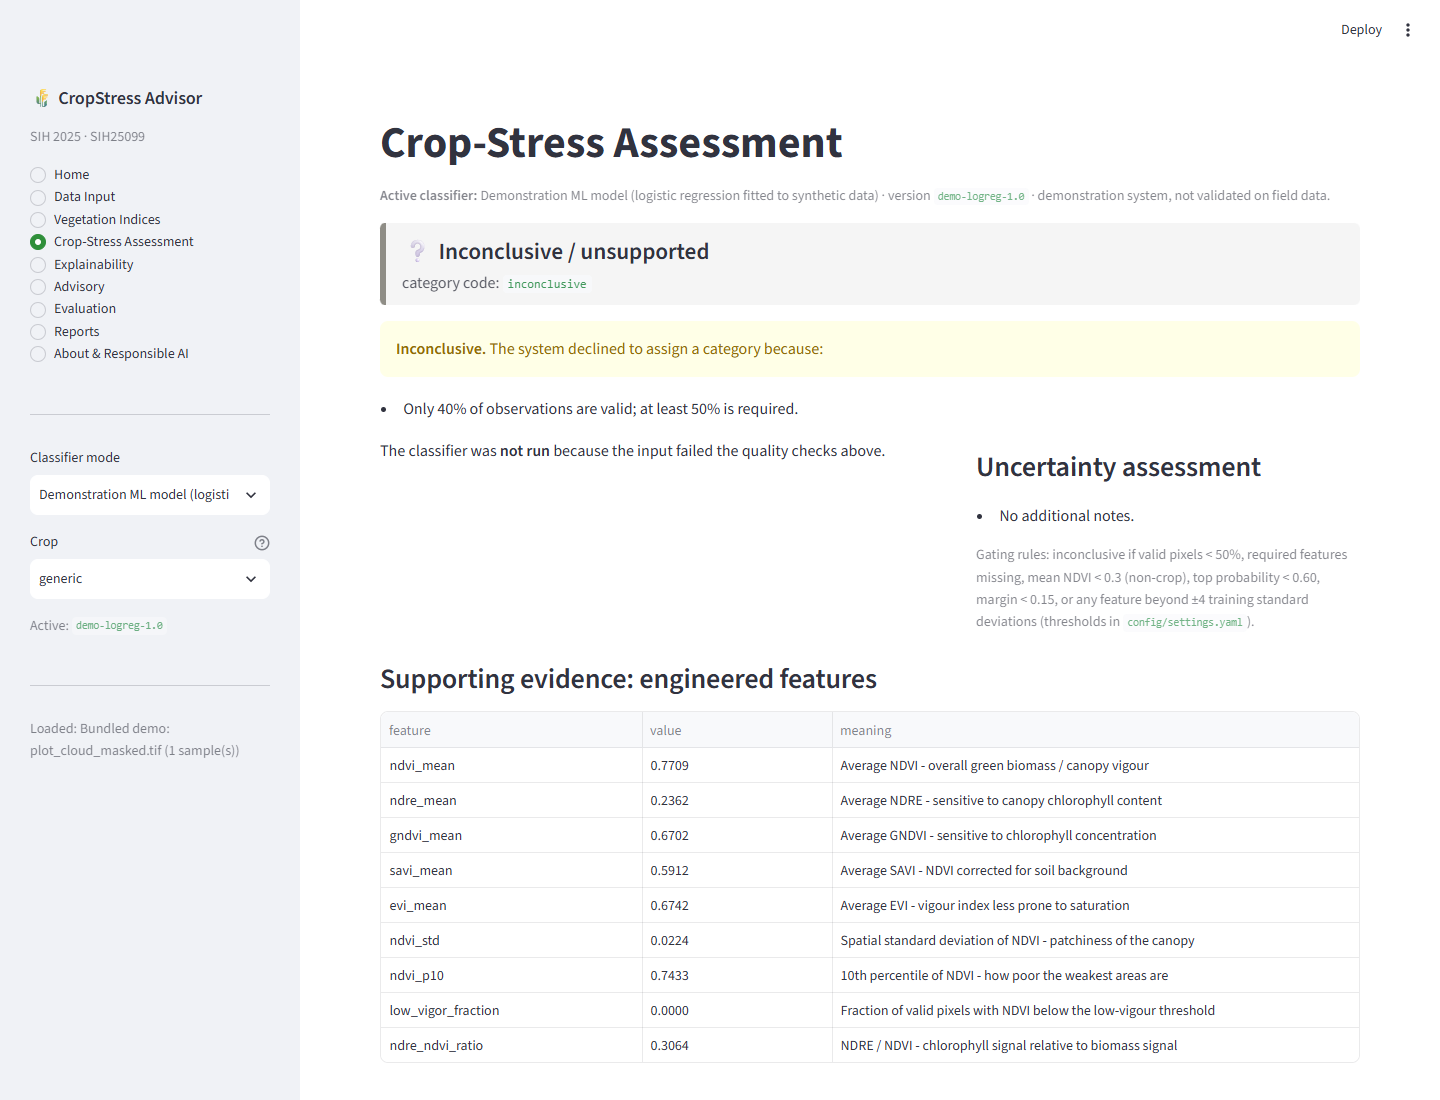 Deploy
CropStress Advisor
SIH 2025 · SIH25099
Home
Data Input
Vegetation Indices
Crop-Stress Assessment
Explainability
Advisory
Evaluation
Reports
About & Responsible AI
Classifier mode
Demonstration ML model (logisti
Crop
generic
Active: demo-logreg-1.0
Loaded: Bundled demo:
plot_cloud_masked.tif (1 sample(s))
Crop-Stress Assessment
Active classifier: Demonstration ML model (logistic regression fitted to synthetic data) · version demo-logreg-1.0 · demonstration system, not validated on field data.
Inconclusive / unsupported
category code: inconclusive
Inconclusive. The system declined to assign a category because:
• Only 40% of observations are valid; at least 50% is required.
The classifier was not run because the input failed the quality checks above.
Uncertainty assessment
• No additional notes.
Gating rules: inconclusive if valid pixels < 50%, required features
missing, mean NDVI < 0.3 (non-crop), top probability < 0.60,
margin < 0.15, or any feature beyond ±4 training standard
deviations (thresholds in config/settings.yaml ).
Supporting evidence: engineered features
feature value meaning
ndvi_mean 0.7709 Average NDVI - overall green biomass / canopy vigour
ndre_mean 0.2362 Average NDRE - sensitive to canopy chlorophyll content
gndvi_mean 0.6702 Average GNDVI - sensitive to chlorophyll concentration
savi_mean 0.5912 Average SAVI - NDVI corrected for soil background
evi_mean 0.6742 Average EVI - vigour index less prone to saturation
ndvi_std 0.0224 Spatial standard deviation of NDVI - patchiness of the canopy
ndvi_p10 0.7433 10th percentile of NDVI - how poor the weakest areas are
low_vigor_fraction 0.0000 Fraction of valid pixels with NDVI below the low-vigour threshold
ndre_ndvi_ratio 0.3064 NDRE / NDVI - chlorophyll signal relative to biomass signal